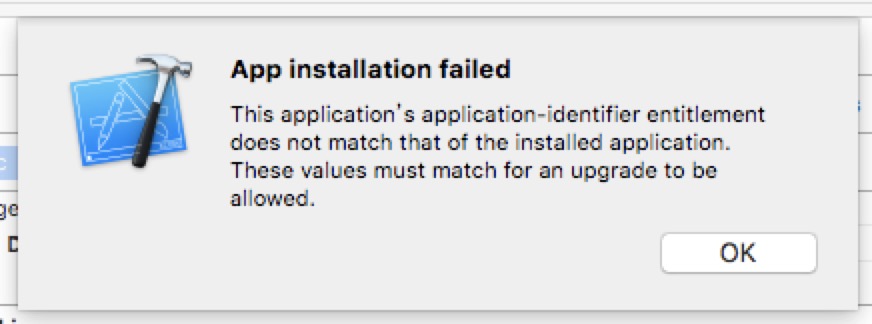 App installation failed
This application's application-identifier entitlement
does not match that of the installed application.
These values must match for an upgrade to be
allowed.
OK